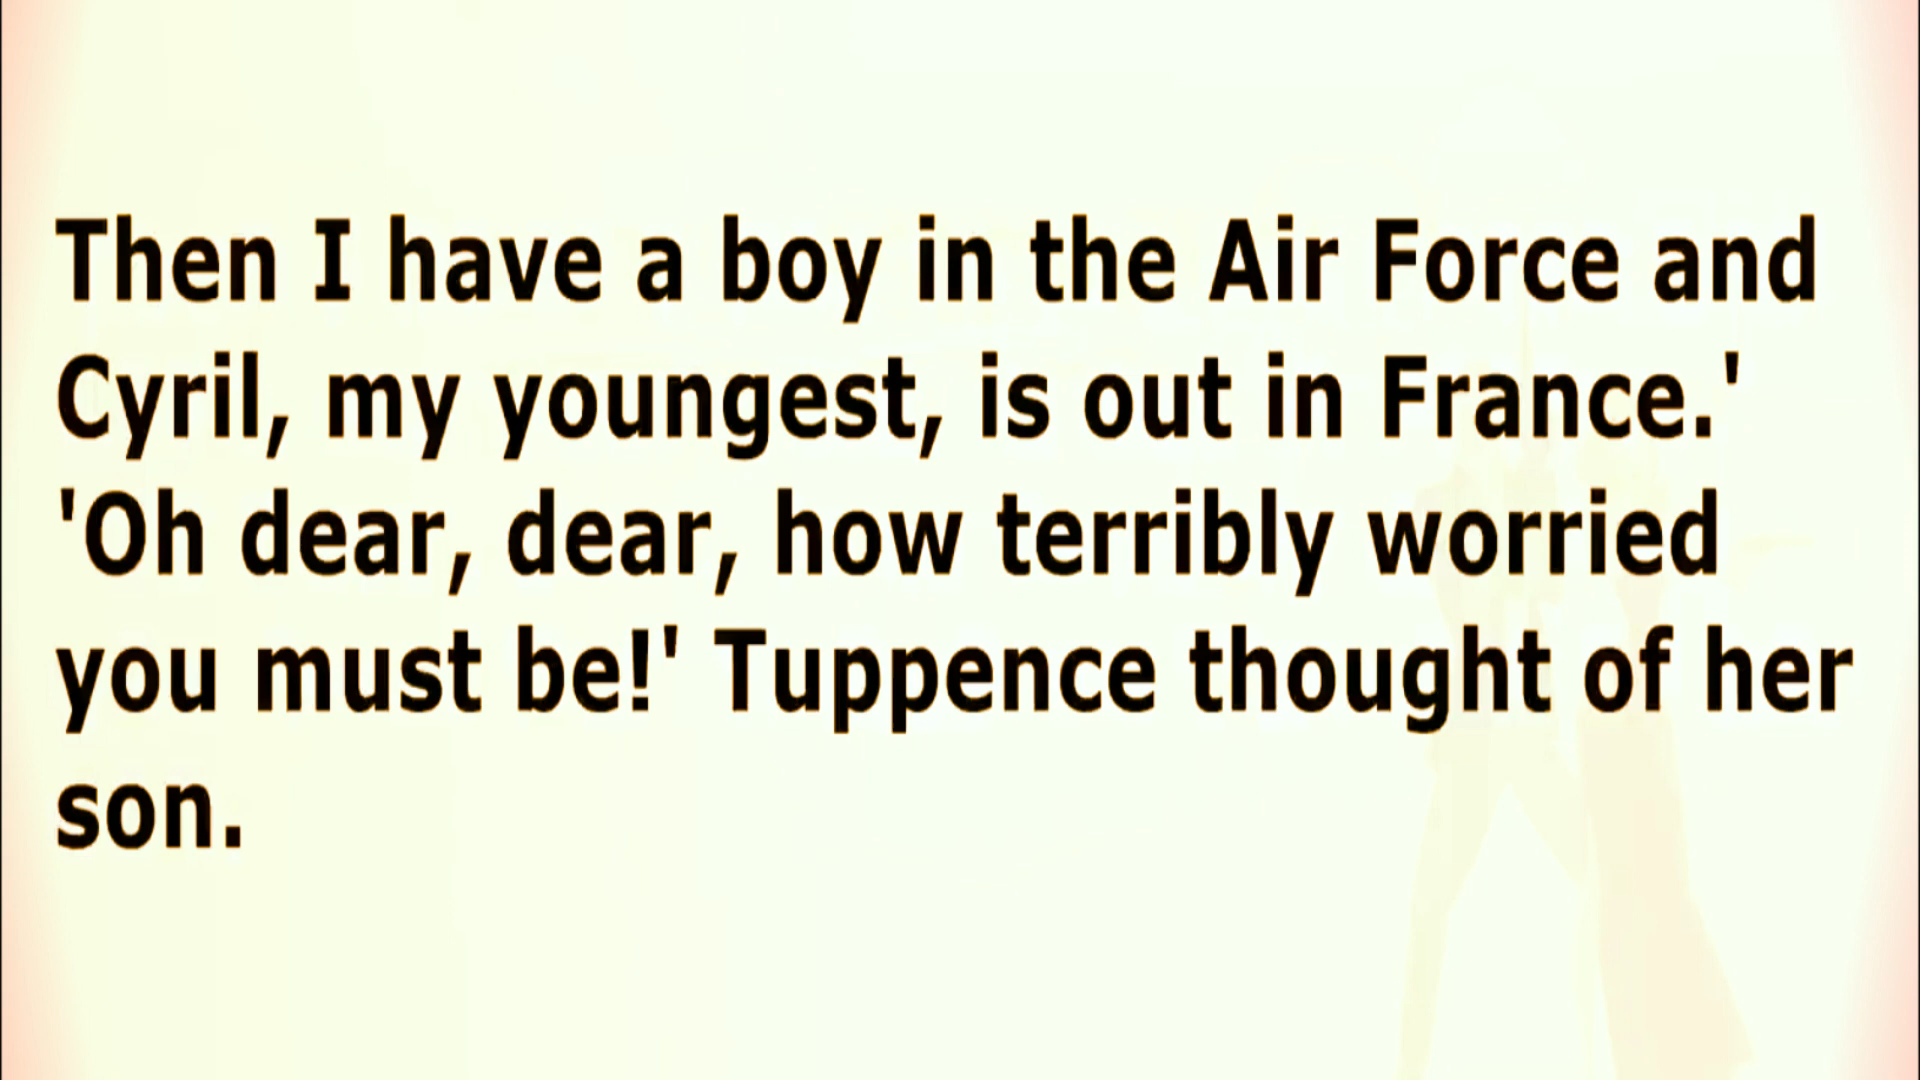 Then I have a boy in the Air Force and
Cyril, my youngest, is out in France.'
'Oh dear, dear, how terribly worried
you must be!' Tuppence thought of her
son.